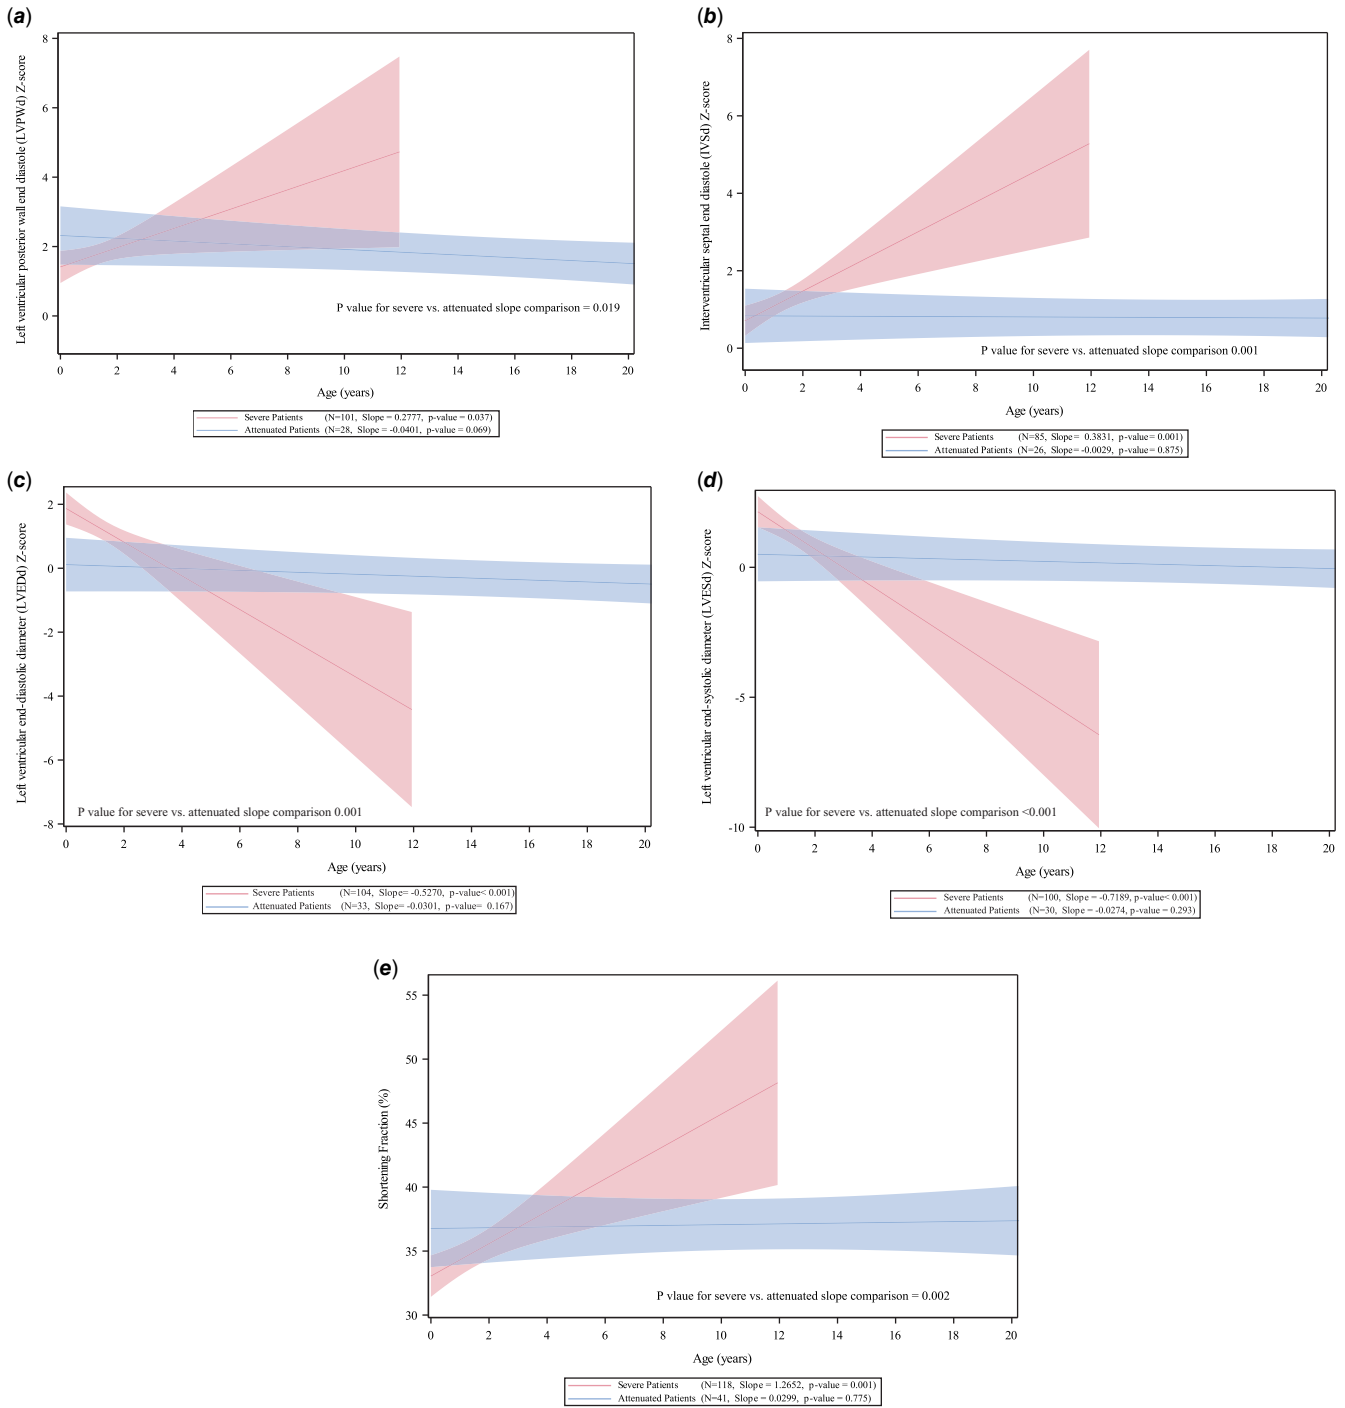 (a)
Left ventricular posterior wall end diastole (LVPWd) Z-score
8
6
4
2
0
P value for severe vs. attenuated slope comparison = 0.019
0 2 4 6 8 10 12 14 16 18 20
Age (years)
Severe Patients (N=101, Slope = 0.2777, p-value = 0.037)
Attenuated Patients (N=28, Slope = -0.0401, p-value = 0.069)
(b)
Interventricular septal end diastole (IVSd) Z-score
8
6
4
2
0
P value for severe vs. attenuated slope comparison 0.001
0 2 4 6 8 10 12 14 16 18 20
Age (years)
Severe Patients (N=85, Slope= 0.3831, p-value= 0.001)
Attenuated Patients (N=26, Slope= -0.0029, p-value = 0.875)
(c)
Left ventricular end-diastolic diameter (LVEDd) Z-score
2
0
-2
-4
-6
-8
P value for severe vs. attenuated slope comparison 0.001
0 2 4 6 8 10 12 14 16 18 20
Age (years)
Severe Patients (N=104, Slope= -0.5270, p-value< 0.001)
Attenuated Patients (N=33, Slope= -0.0301, p-value= 0.167)
(d)
Left ventricular end-systolic diameter (LVESd) Z-score
0
-5
-10
P value for severe vs. attenuated slope comparison <0.001
0 2 4 6 8 10 12 14 16 18 20
Age (years)
Severe Patients (N=100, Slope = -0.7189, p-value< 0.001)
Attenuated Patients (N=30, Slope = -0.0274, p-value = 0.293)
(e)
Shortening Fraction (%)
55
50
45
40
35
30
P vlaue for severe vs. attenuated slope comparison = 0.002
0 2 4 6 8 10 12 14 16 18 20
Age (years)
Severe Patients (N=118, Slope = 1.2652, p-value = 0.001)
Attenuated Patients (N=41, Slope = 0.0299, p-value = 0.775)